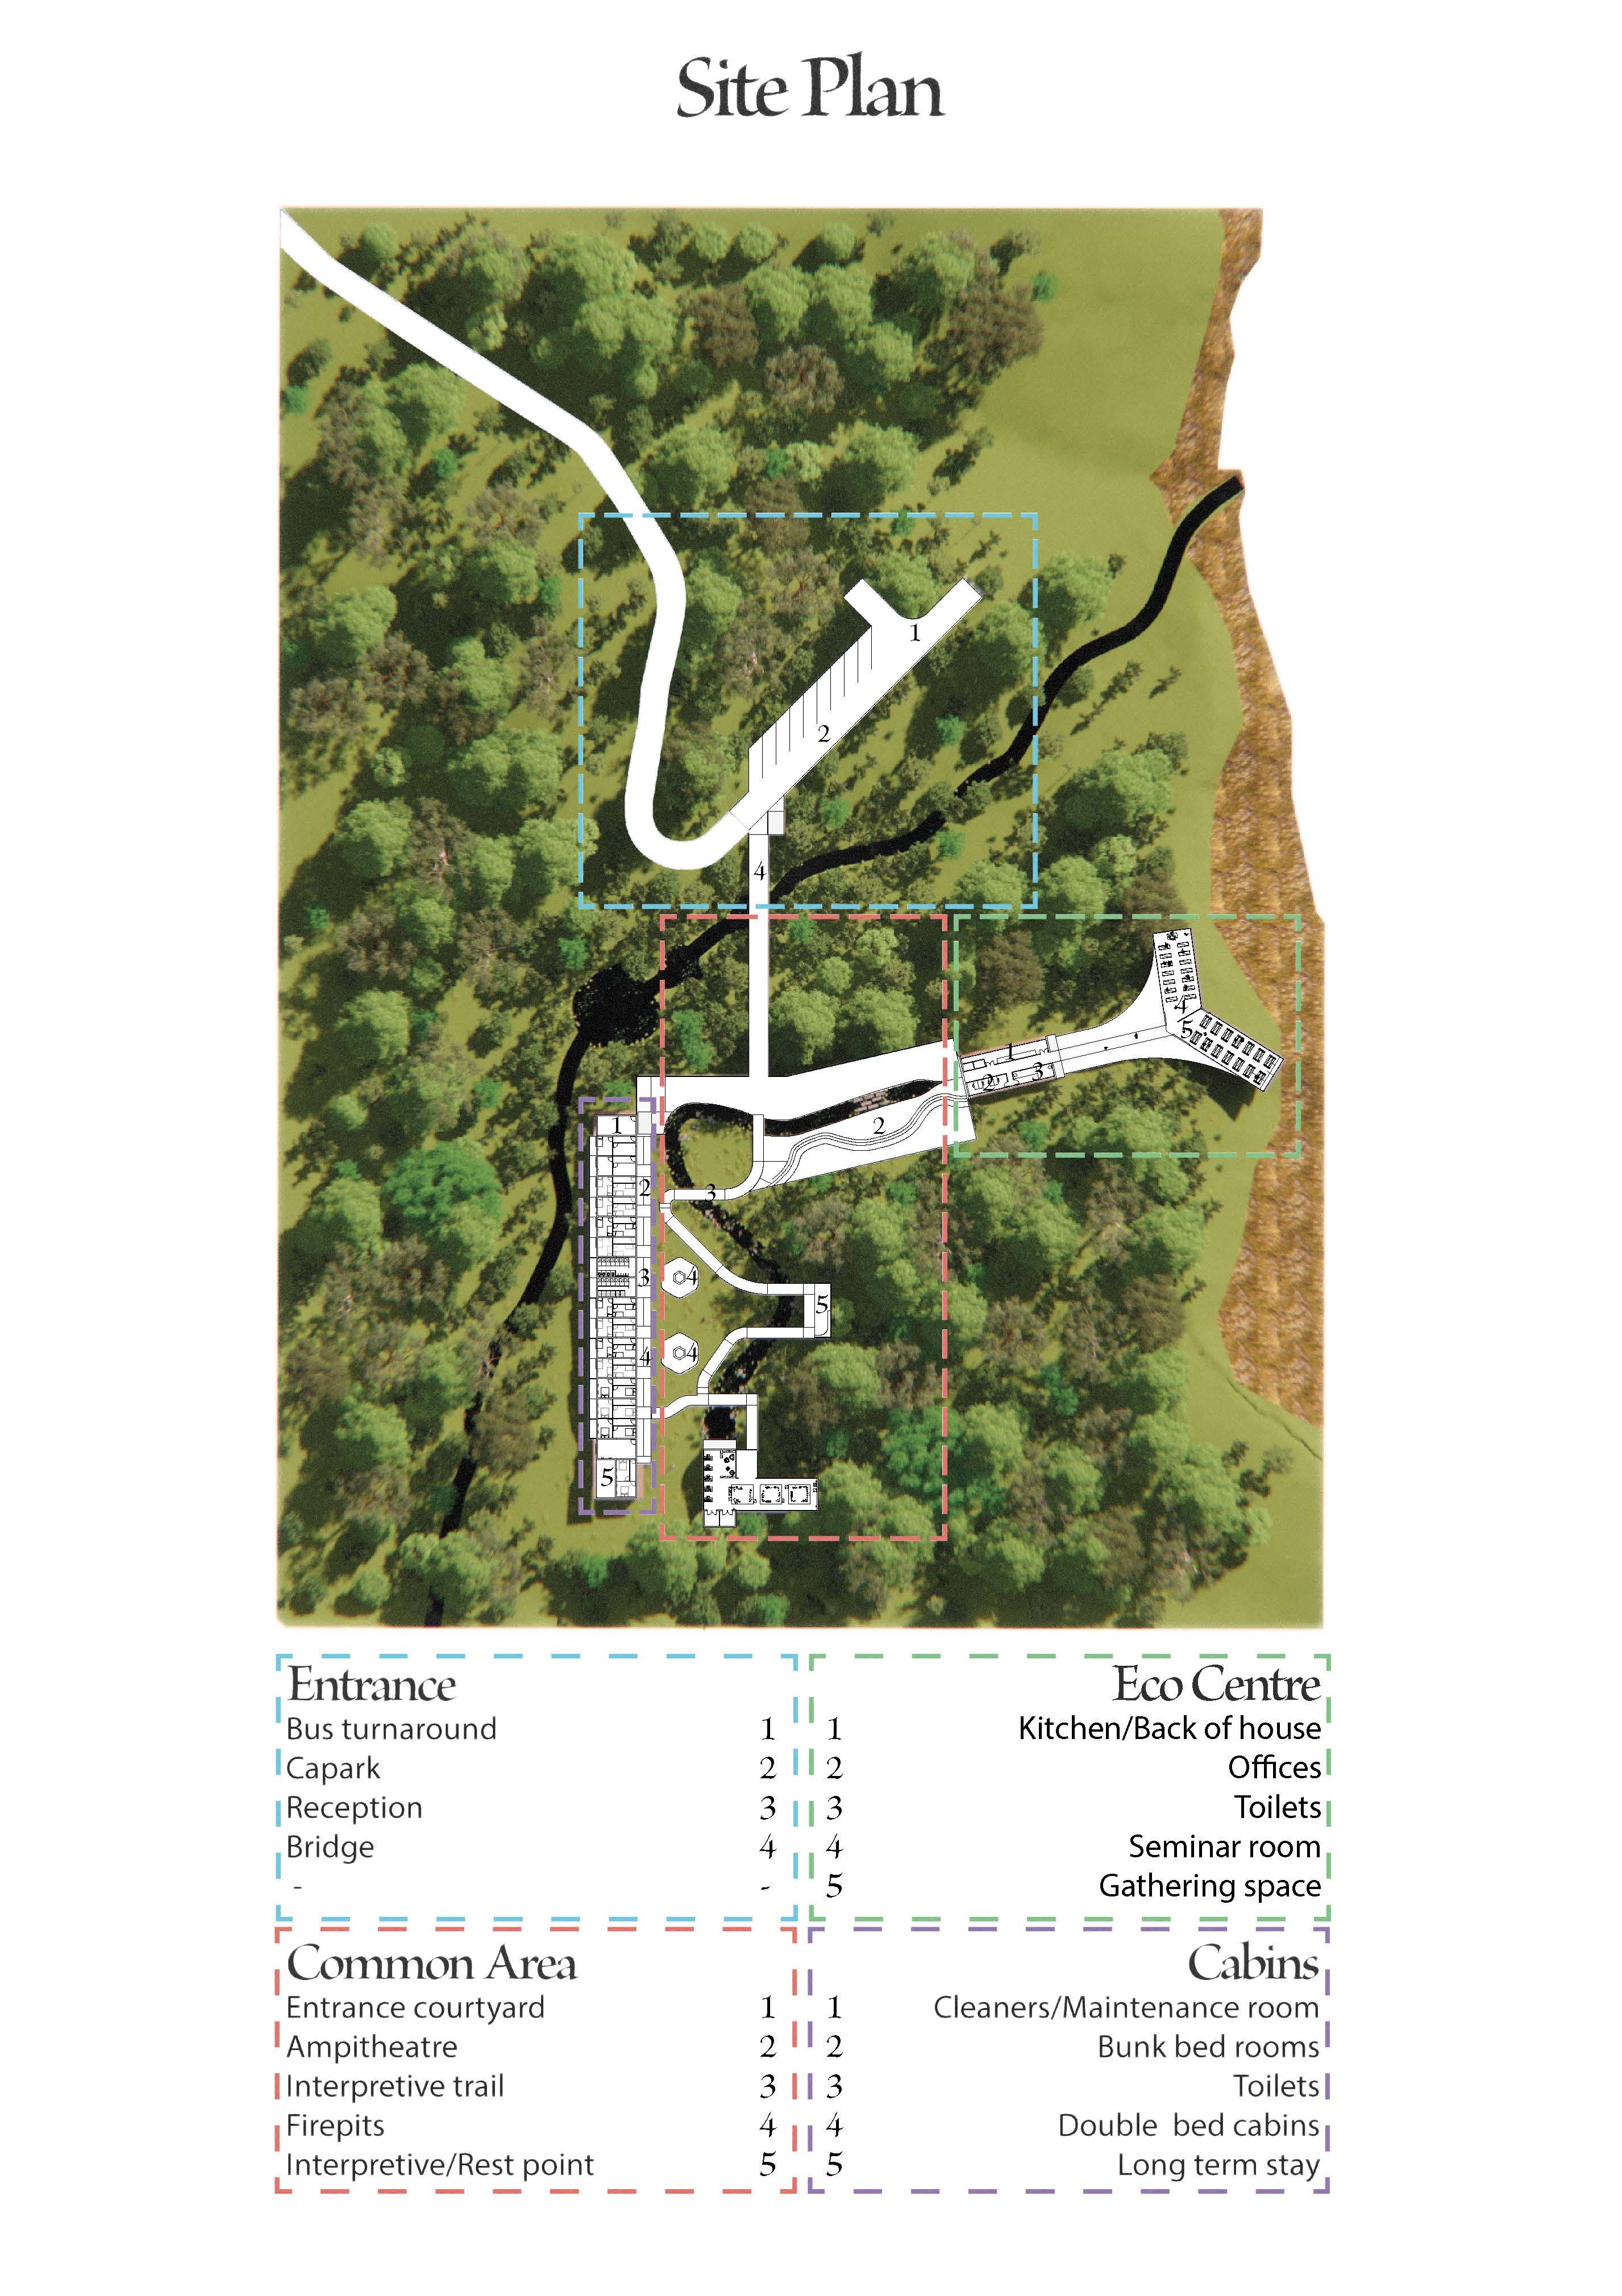 Site Plan
1
2
4
4
5
1
2
3
1
2
2
3
3
4
5
4
4
5
Entrance
Bus turnaround 1
Capark 2
Reception 3
Bridge 4
- -
Eco Centre
1 Kitchen/Back of house
2 Offices
3 Toilets
4 Seminar room
5 Gathering space
Common Area
Entrance courtyard 1
Ampitheatre 2
Interpretive trail 3
Firepits 4
Interpretive/Rest point 5
Cabins
1 Cleaners/Maintenance room
2 Bunk bed rooms
3 Toilets
4 Double bed cabins
5 Long term stay